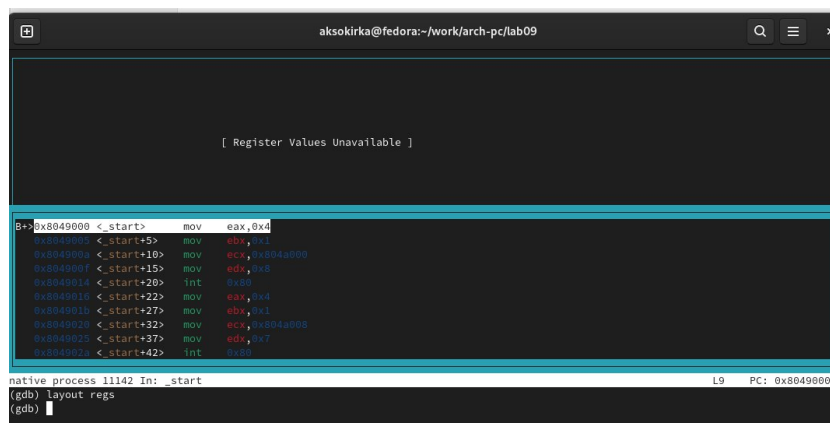 aksokirka@fedora:~/work/arch-pc/lab09
[ Register Values Unavailable ]
B+>0x8049000 <_start> mov eax,0x4
0x8049005 <_start+5> mov ebx,0x1
0x804900a <_start+10> mov ecx,0x804a000
0x804900f <_start+15> mov edx,0x8
0x8049014 <_start+20> int 0x80
0x8049016 <_start+22> mov eax,0x4
0x804901b <_start+27> mov ebx,0x1
0x8049020 <_start+32> mov ecx,0x804a008
0x8049025 <_start+37> mov edx,0x7
0x804902a <_start+42> int 0x80
native process 11142 In: _start L9 PC: 0x8049000
(gdb) layout regs
(gdb)